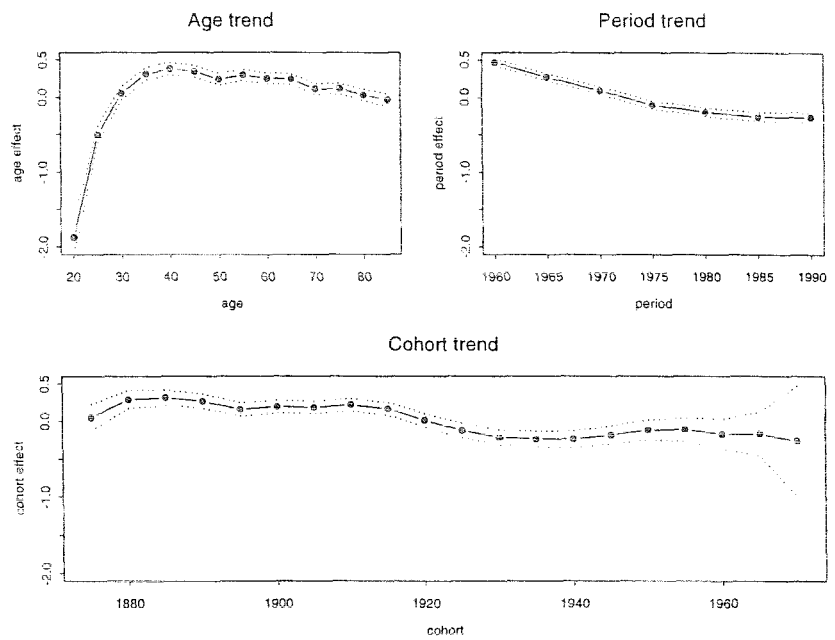 Age trend
Period trend
age effect
0.5
0.0
-1.0
-2.0
20 30 40 50 60 70 80
age
period effect
0.5
0.0
-1.0
-2.0
1960 1965 1970 1975 1980 1985 1990
period
Cohort trend
cohort effect
0.5
0.0
-1.0
-2.0
1880 1900 1920 1940 1960
cohort